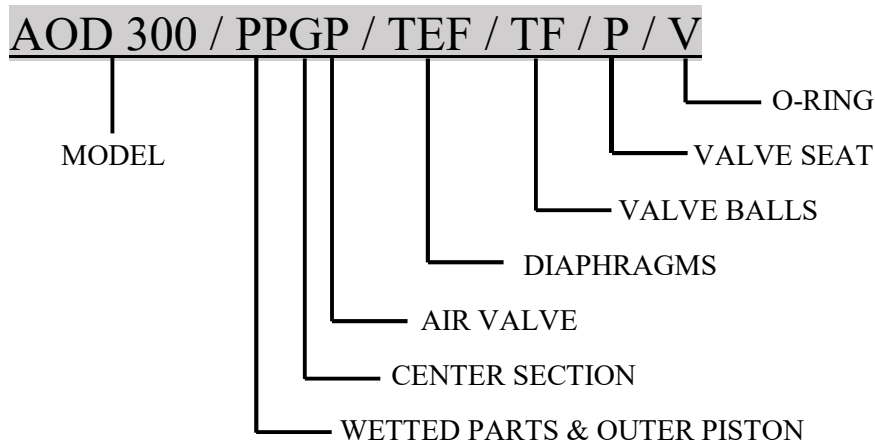 AOD 300 / PPGP / TEF / TF / P / V
O-RING
MODEL
VALVE SEAT
VALVE BALLS
DIAPHRAGMS
AIR VALVE
CENTER SECTION
WETTED PARTS & OUTER PISTON